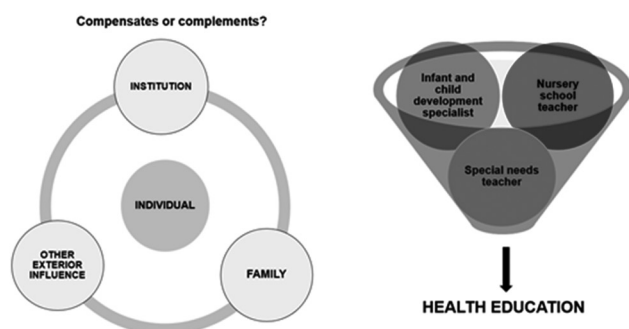 Compensates or complements?
INSTITUTION
INDIVIDUAL
OTHER
EXTERIOR
INFLUENCE
FAMILY
Infant and
child
development
specialist
Nursery
school
teacher
Special needs
teacher
HEALTH EDUCATION